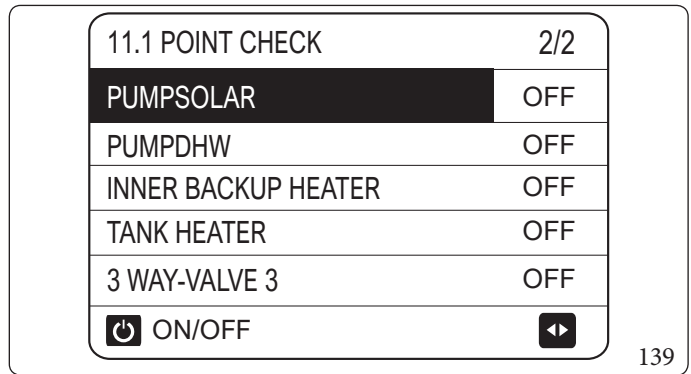 11.1 POINT CHECK 2/2
PUMPSOLAR OFF
PUMPDHW OFF
INNER BACKUP HEATER OFF
TANK HEATER OFF
3 WAY-VALVE 3 OFF
ON/OFF
139